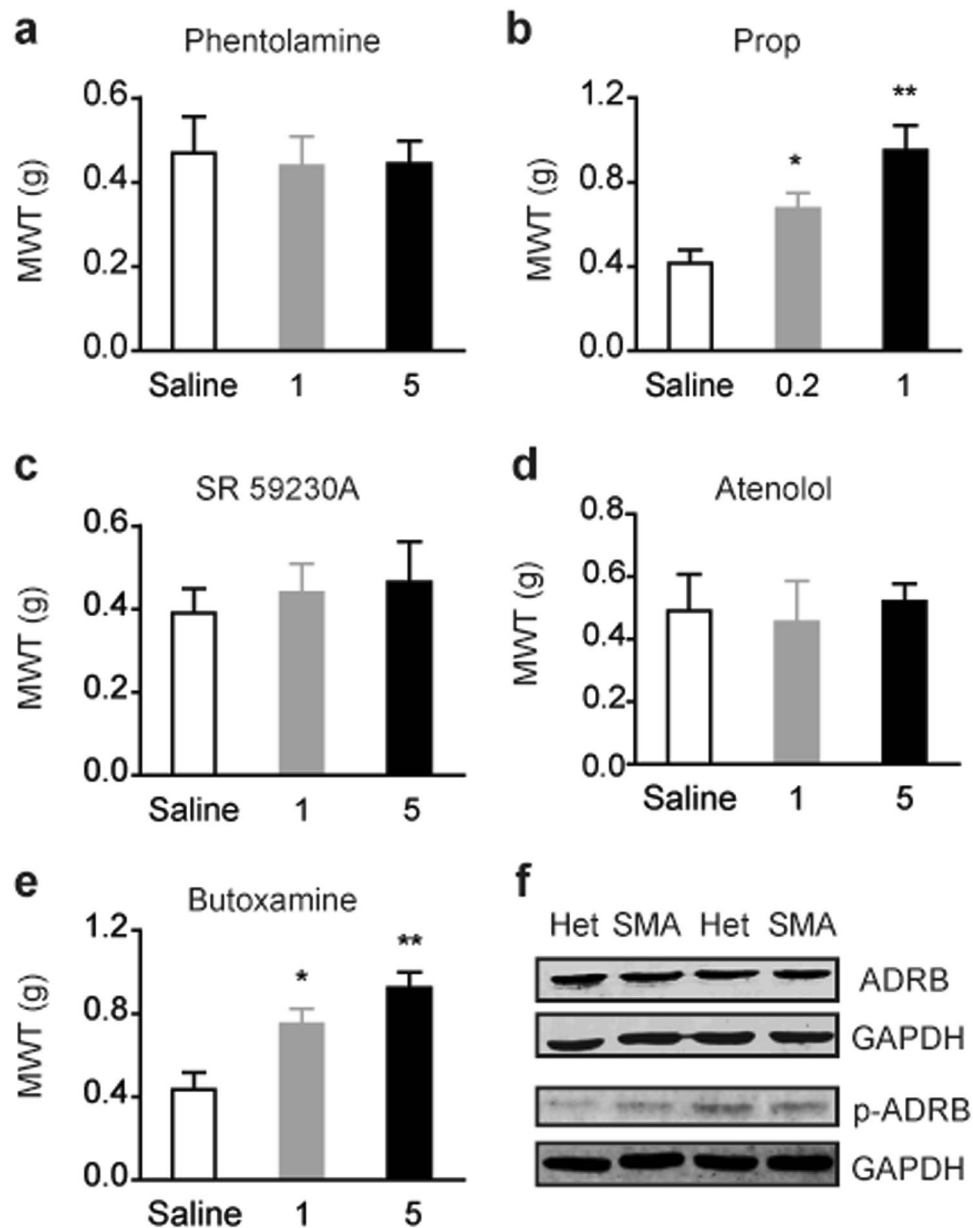 a
Phentolamine
MWT (g)
0.6
0.4
0.2
0.0
Saline 1 5
b
Prop
MWT (g)
1.2
0.8
0.4
0.0
*
**
Saline 0.2 1
c
SR 59230A
MWT (g)
0.6
0.4
0.2
0.0
Saline 1 5
d
Atenolol
MWT (g)
0.8
0.6
0.4
0.2
0.0
Saline 1 5
e
Butoxamine
MWT (g)
1.2
0.8
0.4
0.0
*
**
Saline 1 5
f
Het SMA Het SMA
ADRB
GAPDH
p-ADRB
GAPDH